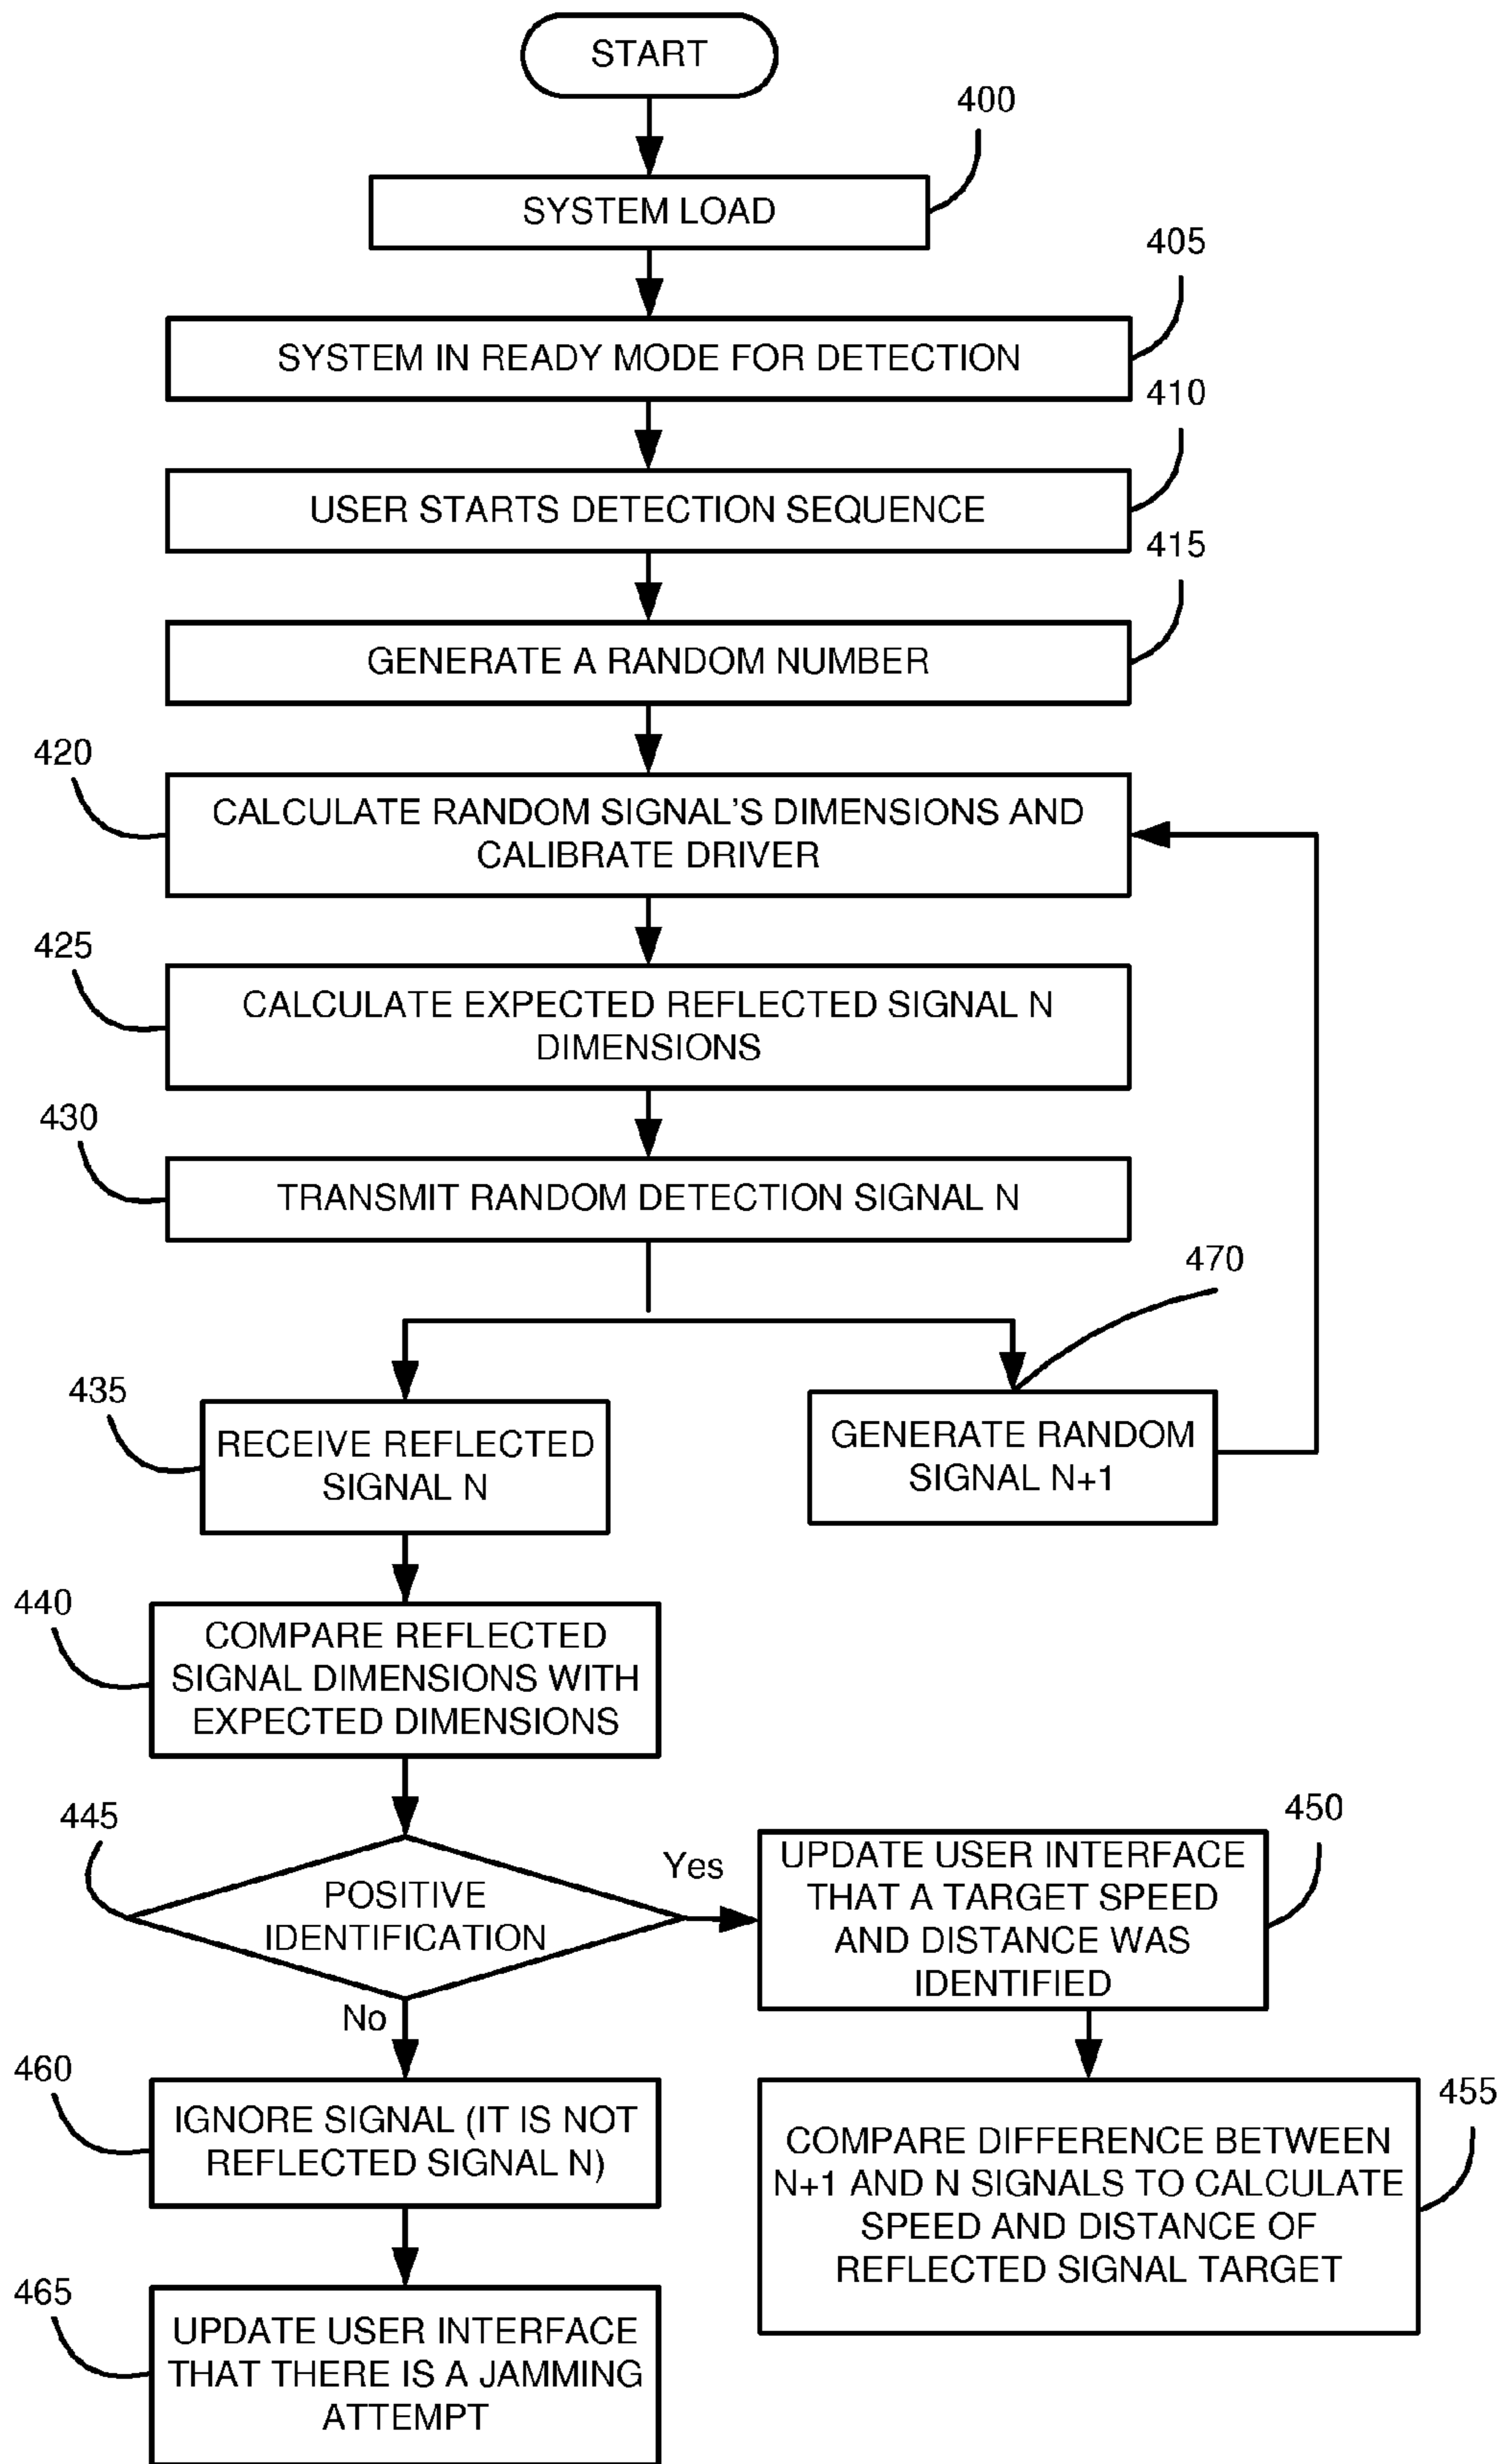 START
400
SYSTEM LOAD
405
SYSTEM IN READY MODE FOR DETECTION
410
USER STARTS DETECTION SEQUENCE
415
GENERATE A RANDOM NUMBER
420
CALCULATE RANDOM SIGNAL'S DIMENSIONS AND
CALIBRATE DRIVER
425
CALCULATE EXPECTED REFLECTED SIGNAL N
DIMENSIONS
430
TRANSMIT RANDOM DETECTION SIGNAL N
470
435
RECEIVE REFLECTED
SIGNAL N
GENERATE RANDOM
SIGNAL N+1
440
COMPARE REFLECTED
SIGNAL DIMENSIONS WITH
EXPECTED DIMENSIONS
445
POSITIVE
IDENTIFICATION
Yes
450
UPDATE USER INTERFACE
THAT A TARGET SPEED
AND DISTANCE WAS
IDENTIFIED
No
460
IGNORE SIGNAL (IT IS NOT
REFLECTED SIGNAL N)
455
COMPARE DIFFERENCE BETWEEN
N+1 AND N SIGNALS TO CALCULATE
SPEED AND DISTANCE OF
REFLECTED SIGNAL TARGET
465
UPDATE USER INTERFACE
THAT THERE IS A JAMMING
ATTEMPT